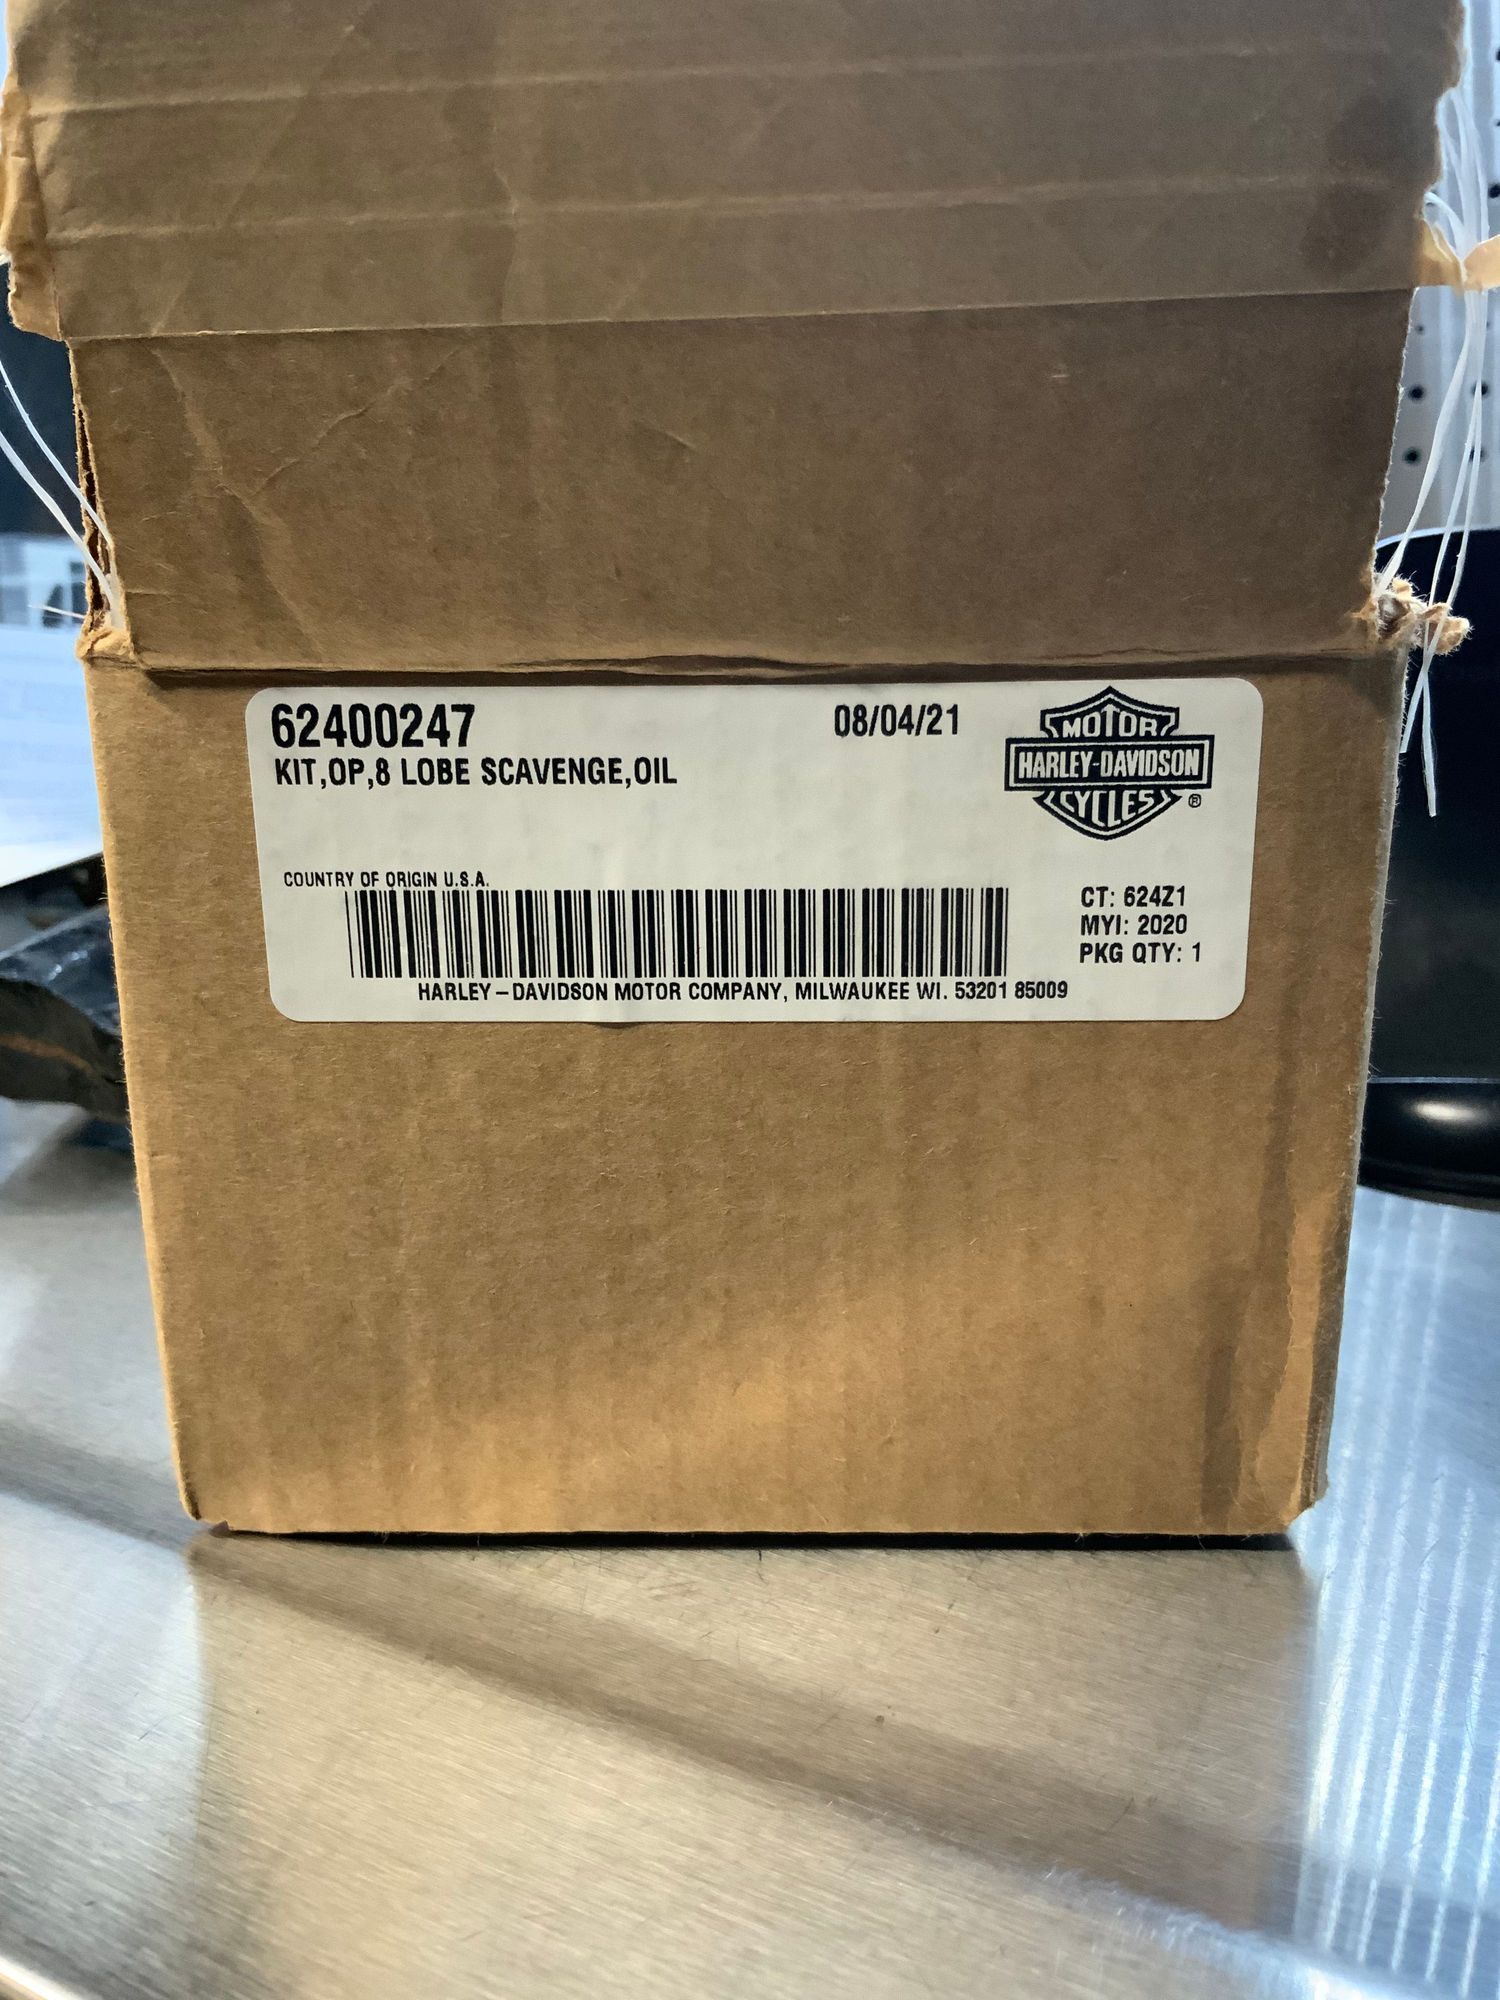 62400247
08/04/21
KIT,OP,8 LOBE SCAVENGE,OIL
MOTOR
HARLEY-DAVIDSON
CYCLES ®
COUNTRY OF ORIGIN U.S.A.
CT: 624Z1
MYI: 2020
PKG QTY: 1
HARLEY-DAVIDSON MOTOR COMPANY, MILWAUKEE WI. 53201 85009